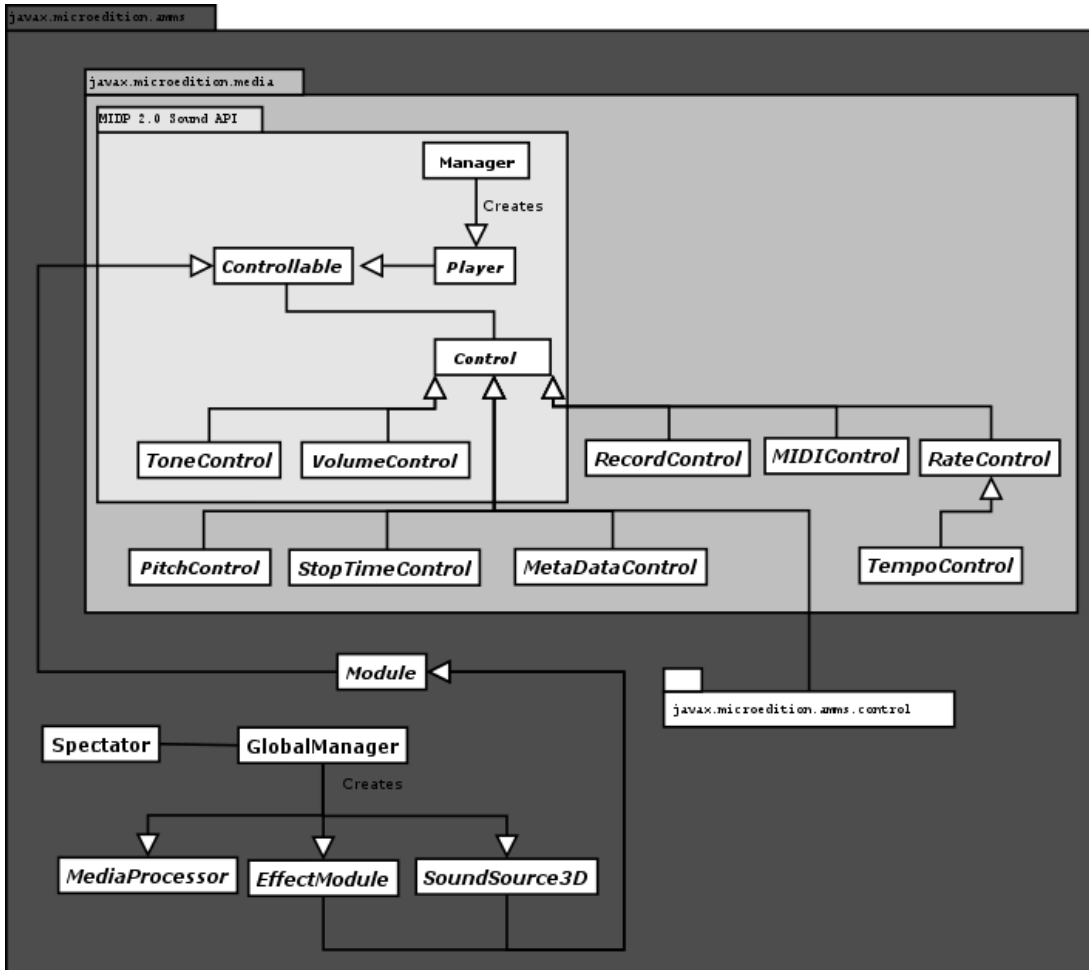 javax.microedition.amms
javax.microedition.media
MIDP 2.0 Sound API
Manager
Creates
Controllable
Player
Control
ToneControl
VolumeControl
RecordControl
MIDIControl
RateControl
PitchControl
StopTimeControl
MetaDataControl
TempoControl
Module
javax.microedition.amms.control
Spectator
GlobalManager
Creates
MediaProcessor
EffectModule
SoundSource3D